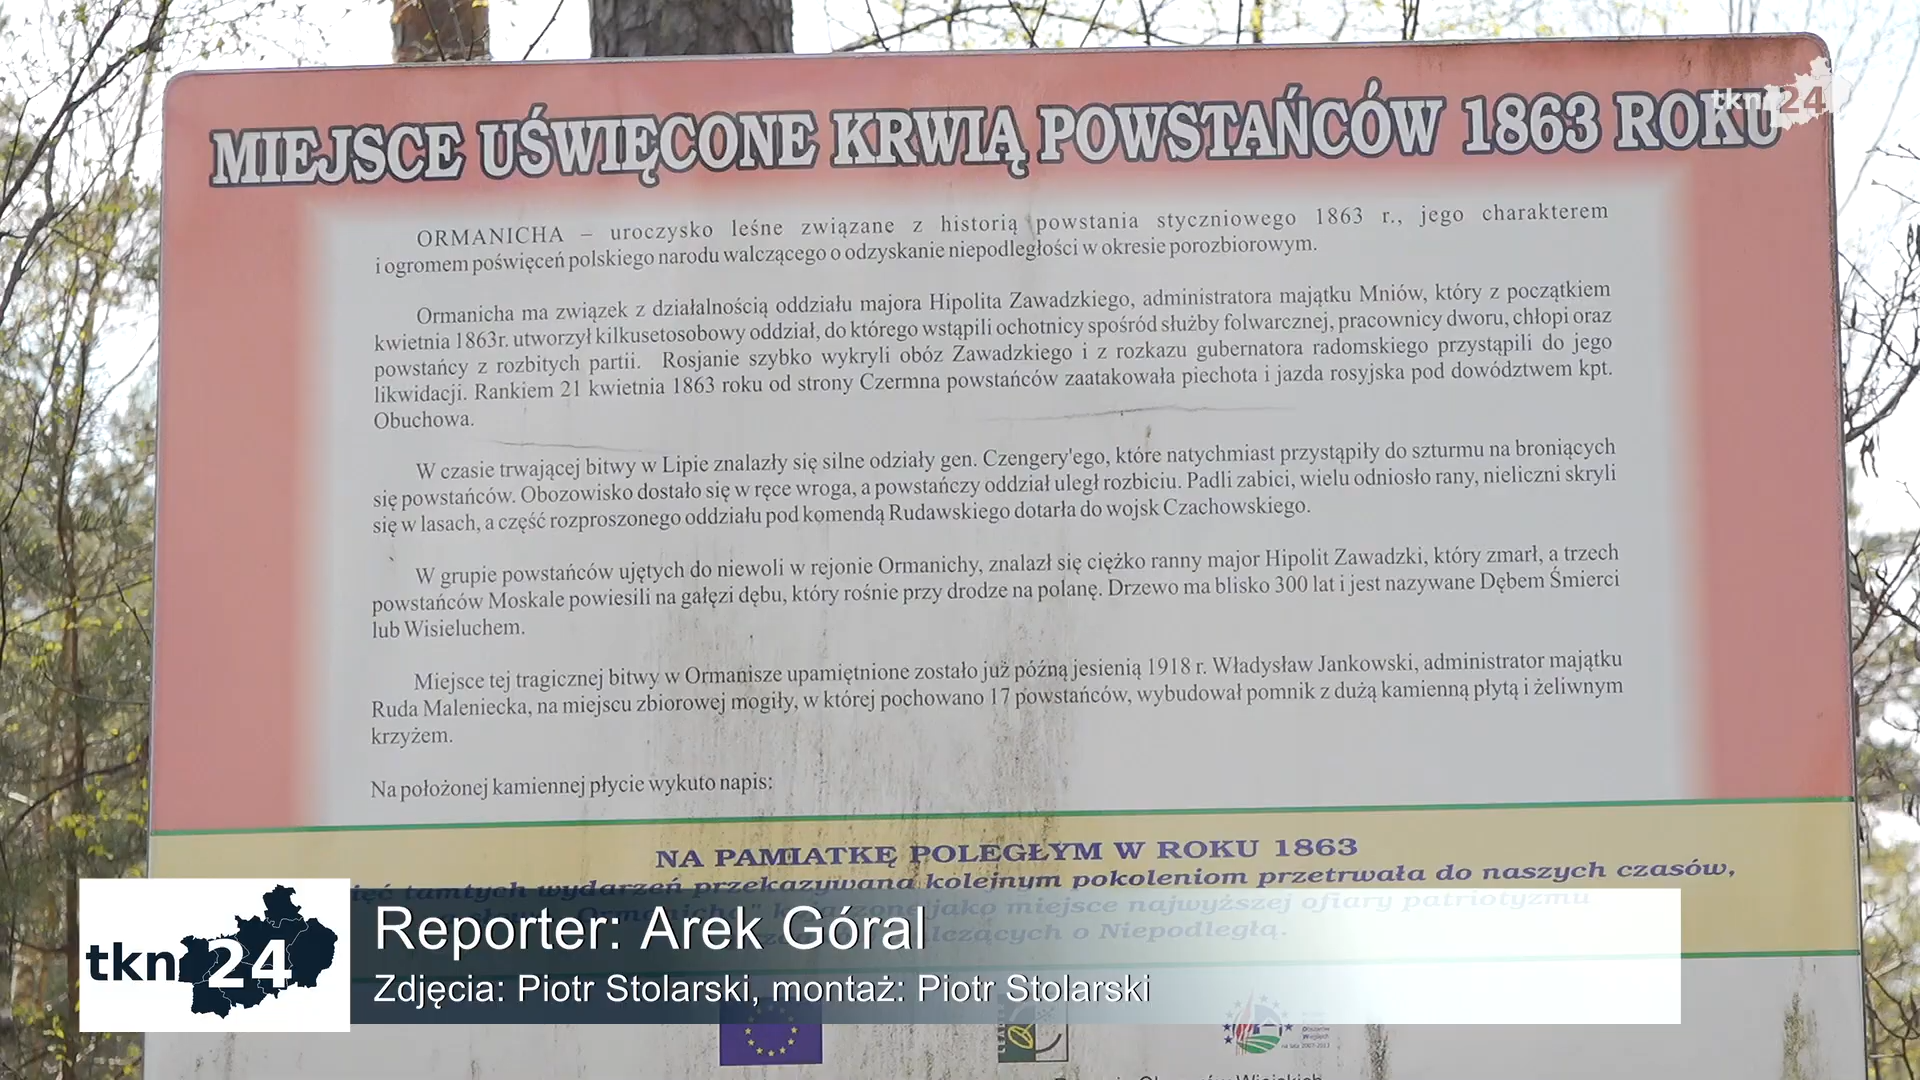 MIEJSCE UŚWIĘCONE KRWIĄ POWSTAŃCÓW 1863 ROKU
tkn24
ORMANICHA – uroczysko leśne związane z historią powstania styczniowego 1863 r., jego charakterem
i ogromem poświęceń polskiego narodu walczącego o odzyskanie niepodległości w okresie porozbiorowym.
Ormanicha ma związek z działalnością oddziału majora Hipolita Zawadzkiego, administratora majątku Mniów, który z początkiem
kwietnia 1863r. utworzył kilkusetosobowy oddział, do którego wstąpili ochotnicy spośród służby folwarcznej, pracownicy dworu, chłopi oraz
powstańcy z rozbitych partii. Rosjanie szybko wykryli obóz Zawadzkiego i z rozkazu gubernatora radomskiego przystąpili do jego
likwidacji. Rankiem 21 kwietnia 1863 roku od strony Czermna powstańców zaatakowała piechota i jazda rosyjska pod dowództwem kpt.
Obuchowa.
W czasie trwającej bitwy w Lipie znalazły się silne odziały gen. Czengery'ego, które natychmiast przystąpiły do szturmu na broniących
się powstańców. Obozowisko dostało się w ręce wroga, a powstańczy oddział uległ rozbiciu. Padli zabici, wielu odniosło rany, nieliczni skryli
się w lasach, a część rozproszonego oddziału pod komendą Rudawskiego dotarła do wojsk Czachowskiego.
W grupie powstańców ujętych do niewoli w rejonie Ormanichy, znalazł się ciężko ranny major Hipolit Zawadzki, który zmarł, a trzech
powstańców Moskale powiesili na gałęzi dębu, który rośnie przy drodze na polanę. Drzewo ma blisko 300 lat i jest nazywane Dębem Śmierci
lub Wisieluchem.
Miejsce tej tragicznej bitwy w Ormanisze upamiętnione zostało już późną jesienią 1918 r. Władysław Jankowski, administrator majątku
Ruda Maleniecka, na miejscu zbiorowej mogiły, w której pochowano 17 powstańców, wybudował pomnik z dużą kamienną płytą i żeliwnym
krzyżem.
Na położonej kamiennej płycie wykuto napis:
NA PAMIATKĘ POLEGŁYM W ROKU 1863
tamtych wydarzeń przekazywana kolejnym pokoleniom przetrwała do naszych czasów,
Ormanicha" jako miejsce najwyższej ofiary patriotyzmu
o Niepodległą.
tkn24
Reporter: Arek Góral
Zdjęcia: Piotr Stolarski, montaż: Piotr Stolarski